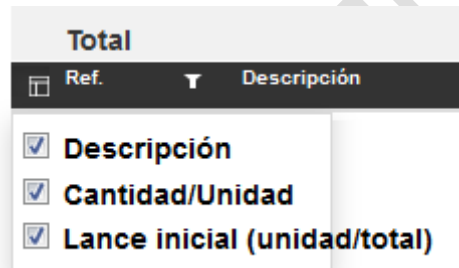 Total
Ref. Descripción
Descripción
Cantidad/Unidad
Lance inicial (unidad/total)